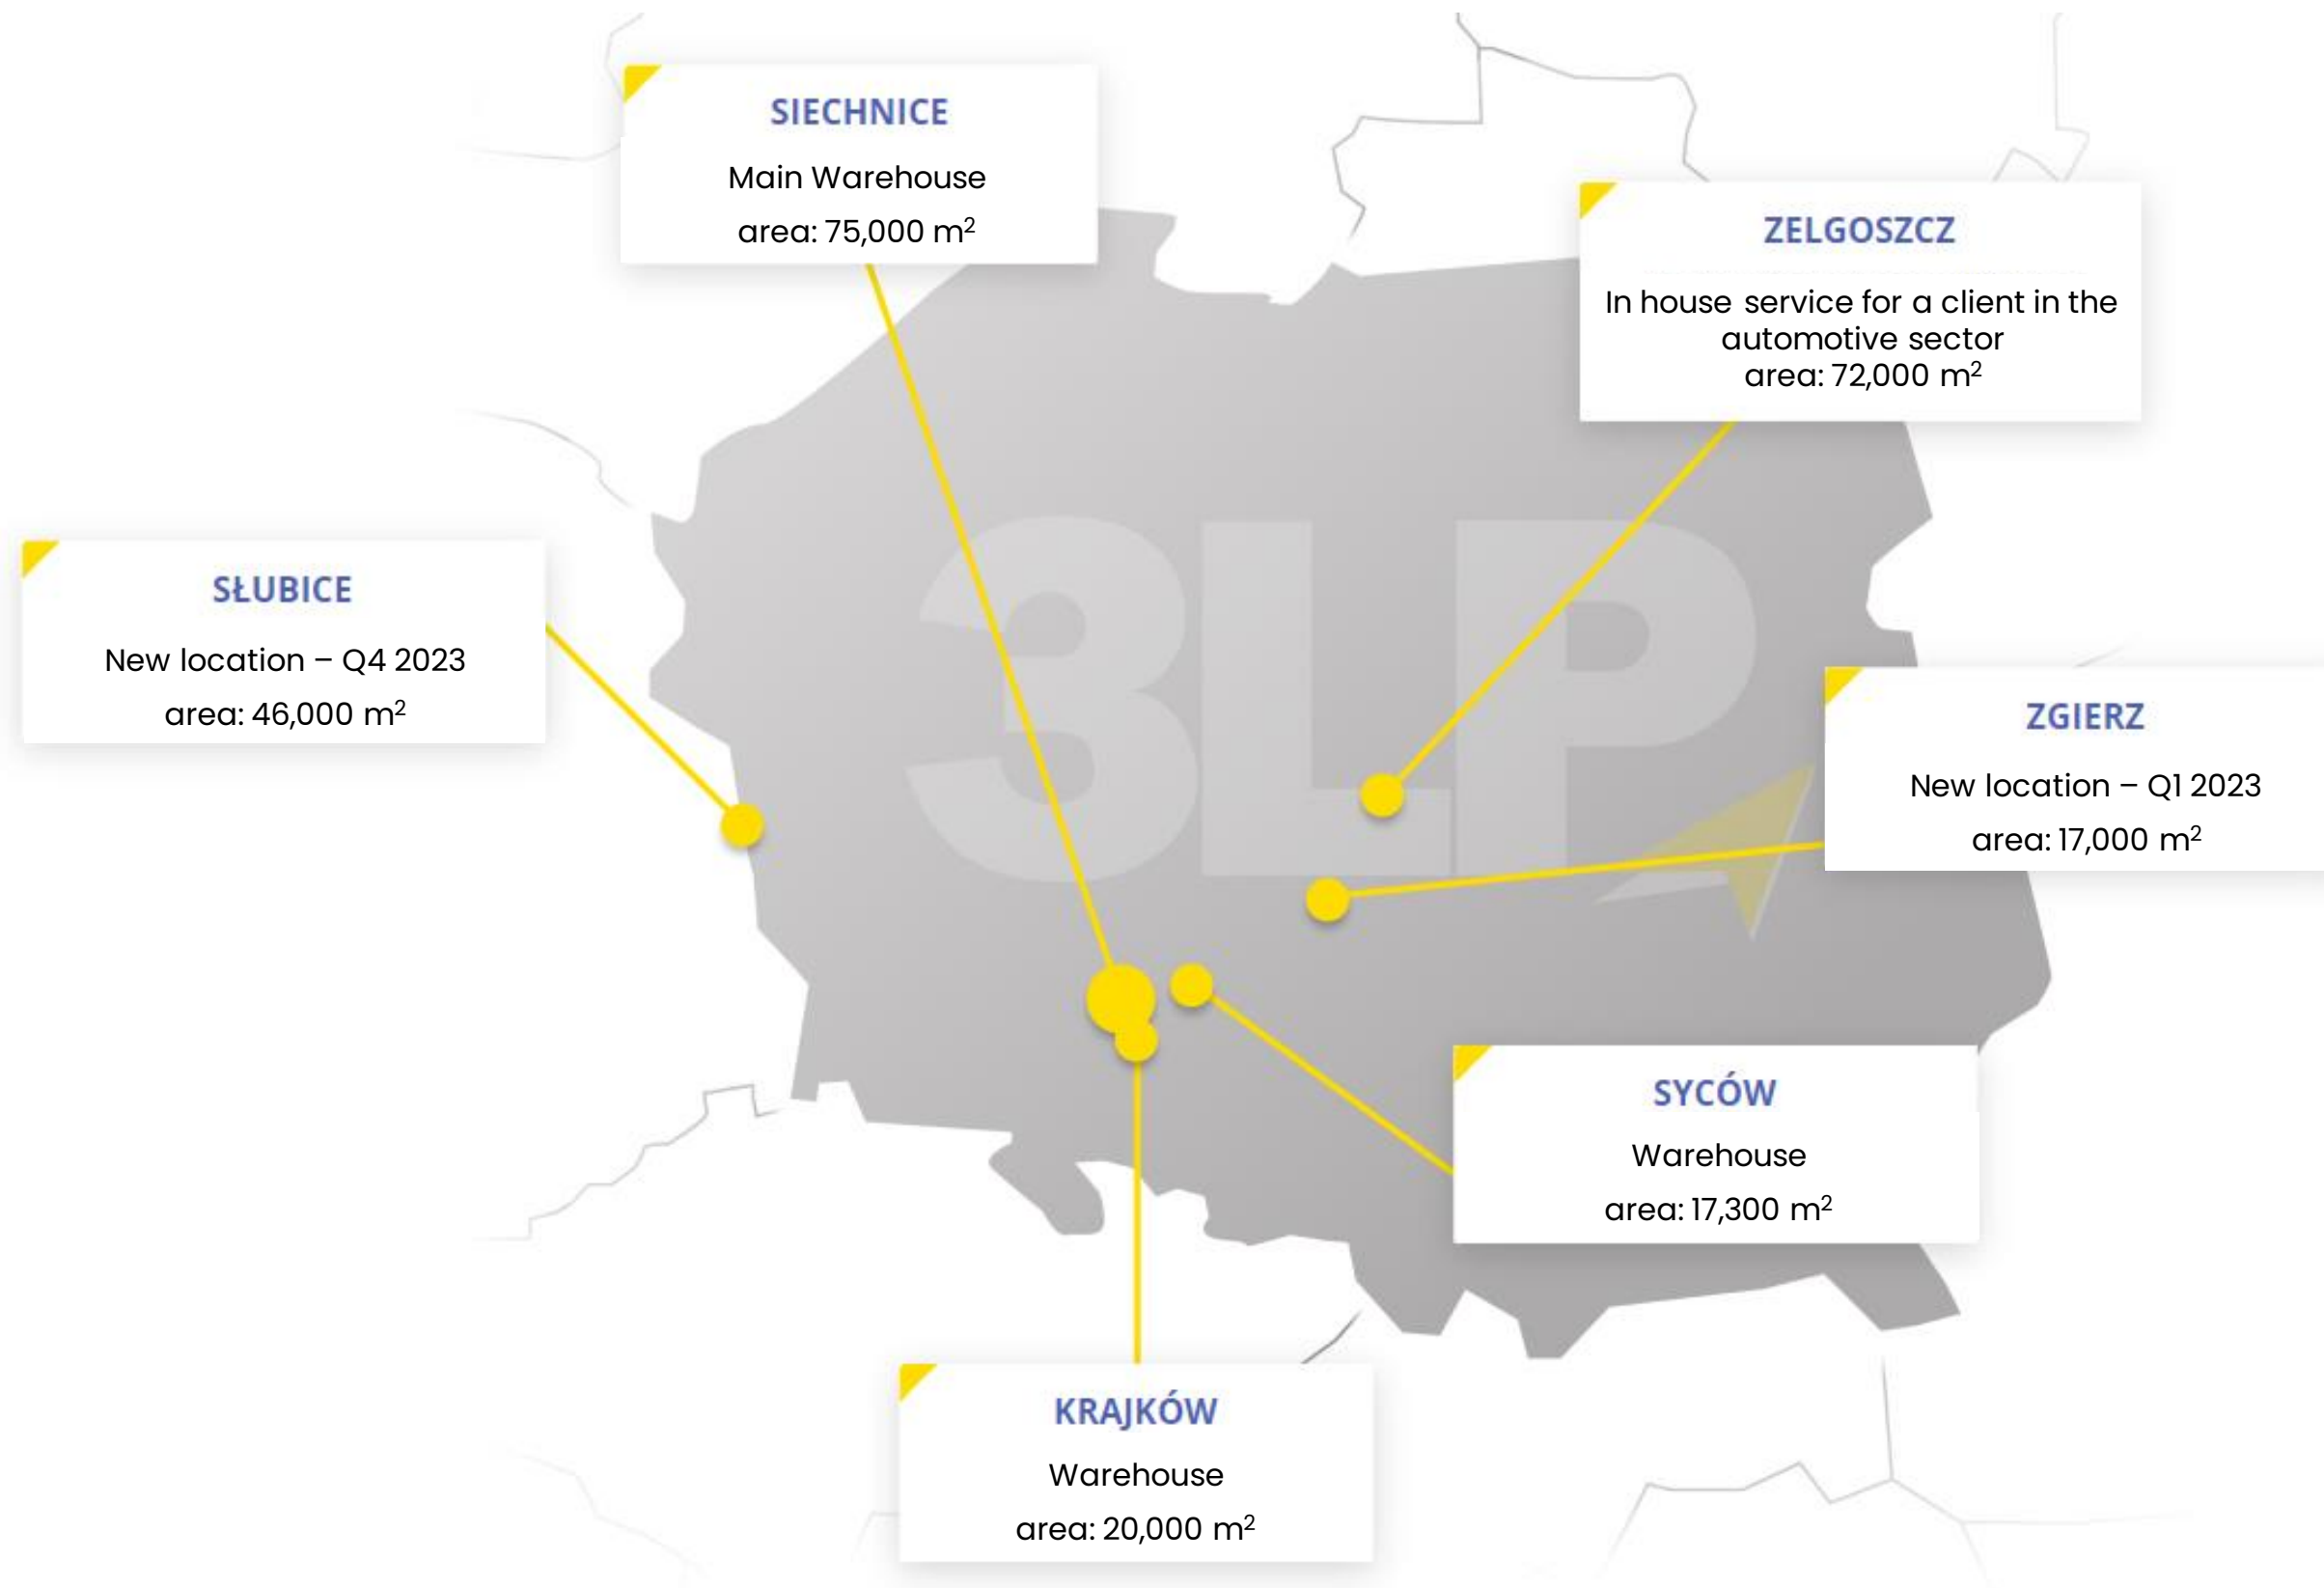 SIECHNICE
Main Warehouse
area: 75,000 m²
ZELGOSZCZ
In house service for a client in the
automotive sector
area: 72,000 m²
SŁUBICE
New location – Q4 2023
area: 46,000 m²
3LP
ZGIERZ
New location – Q1 2023
area: 17,000 m²
SYCÓW
Warehouse
area: 17,300 m²
KRAJKÓW
Warehouse
area: 20,000 m²